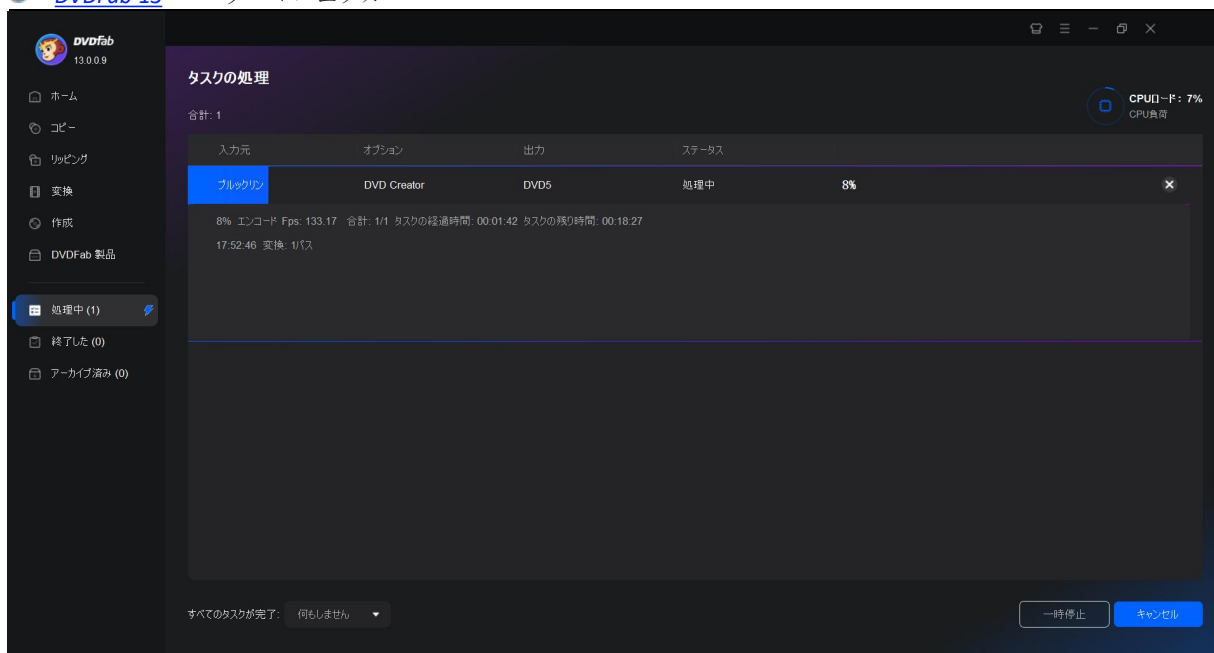 DVDFab 13
DVDFab
13.0.0.9
ホーム
コピー
リッピング
変換
作成
DVDFab 製品
処理中 (1)
終了した (0)
アーカイブ済み (0)
タスクの処理
合計: 1
CPUロード: 7%
CPU負荷
入力元 オプション 出力 ステータス
ブルックリン DVD Creator DVD5 処理中 8%
8% エンコード Fps: 133.17 合計: 1/1 タスクの経過時間: 00:01:42 タスクの残り時間: 00:18:27
17:52:46 変換: 1パス
すべてのタスクが完了: 何もしません
一時停止 キャンセル